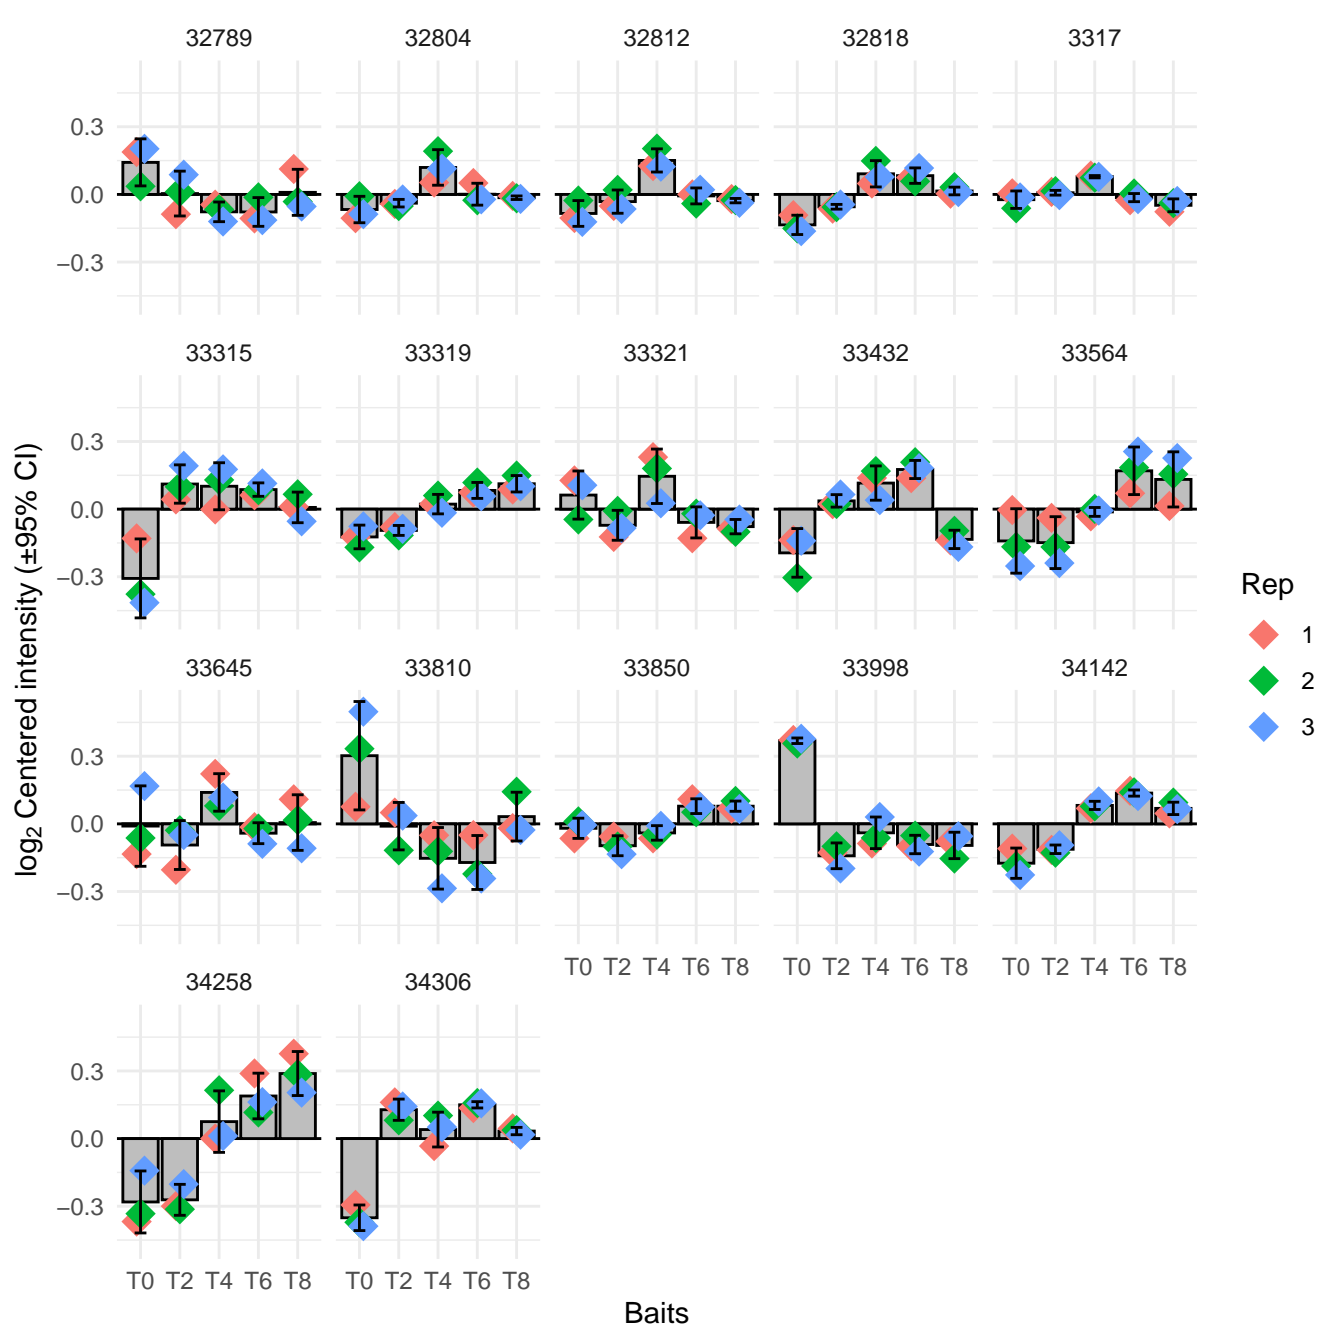 32789 32804 32812 32818 3317
0.3
0.0
−0.3
33315 33319 33321 33432 33564
0.3
0.0
−0.3
33645 33810 33850 33998 34142
0.3
0.0
−0.3
T0 T2 T4 T6 T8 T0 T2 T4 T6 T8 T0 T2 T4 T6 T8
34258 34306
0.3
0.0
−0.3
T0 T2 T4 T6 T8 T0 T2 T4 T6 T8
Baits
log₂ Centered intensity (±95% CI)
Rep
1
2
3